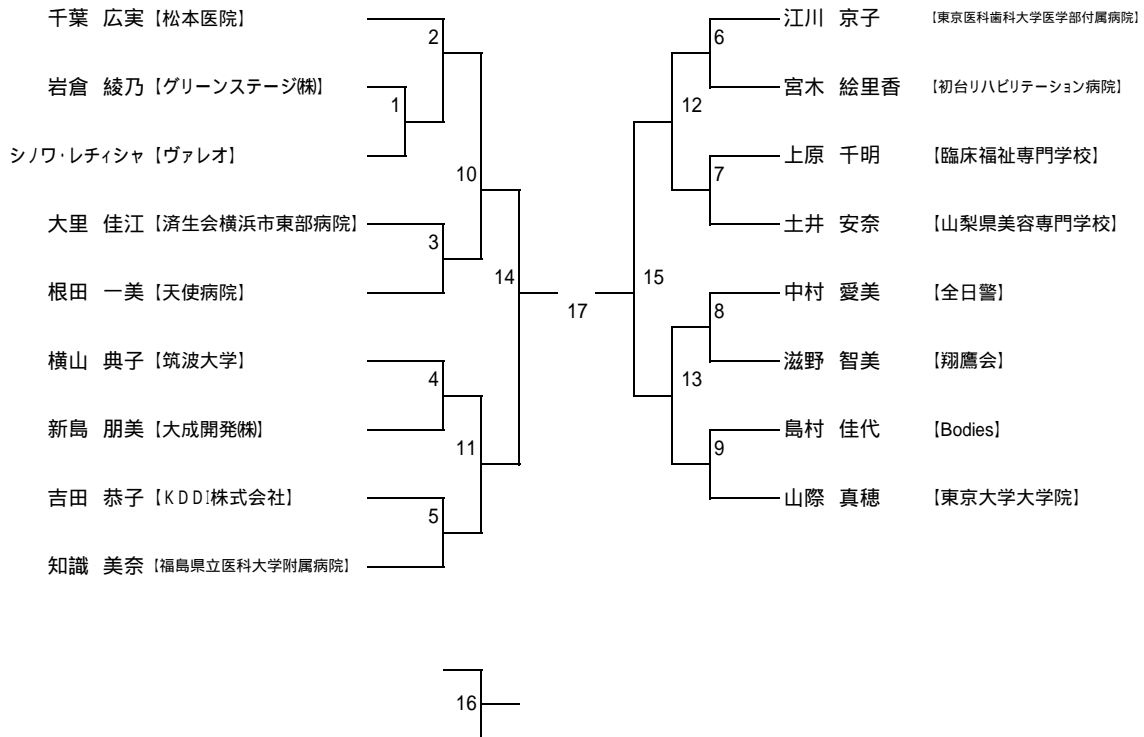 千葉 広実 【松本医院】
2
岩倉 綾乃 【グリーンステージ㈱】
1
シノワ・レティシャ 【ヴァレオ】
10
大里 佳江 【済生会横浜市東部病院】
3
根田 一美 【天使病院】
14
横山 典子 【筑波大学】
4
新島 朋美 【大成開発㈱】
11
吉田 恭子 【KDDI株式会社】
5
知識 美奈 【福島県立医科大学附属病院】
17
江川 京子 【東京医科歯科大学医学部付属病院】
6
宮木 絵里香 【初台リハビリテーション病院】
12
上原 千明 【臨床福祉専門学校】
7
土井 安奈 【山梨県美容専門学校】
15
中村 愛美 【全日警】
8
滋野 智美 【翔鷹会】
13
島村 佳代 【Bodies】
9
山際 真穂 【東京大学大学院】
16